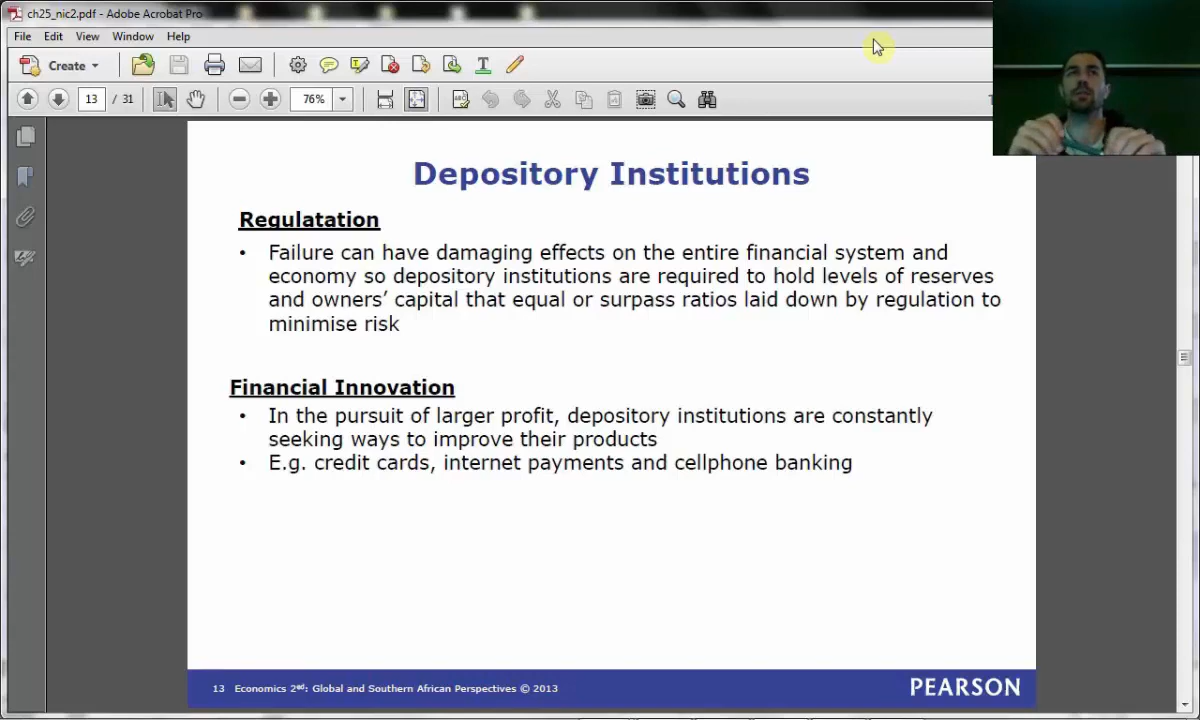 ch25_nic2.pdf - Adobe Acrobat Pro
File Edit View Window Help
Create
13 / 31 76%
Depository Institutions
Regulatation
• Failure can have damaging effects on the entire financial system and
economy so depository institutions are required to hold levels of reserves
and owners’ capital that equal or surpass ratios laid down by regulation to
minimise risk
Financial Innovation
• In the pursuit of larger profit, depository institutions are constantly
seeking ways to improve their products
• E.g. credit cards, internet payments and cellphone banking
13 Economics 2ed: Global and Southern African Perspectives © 2013
PEARSON